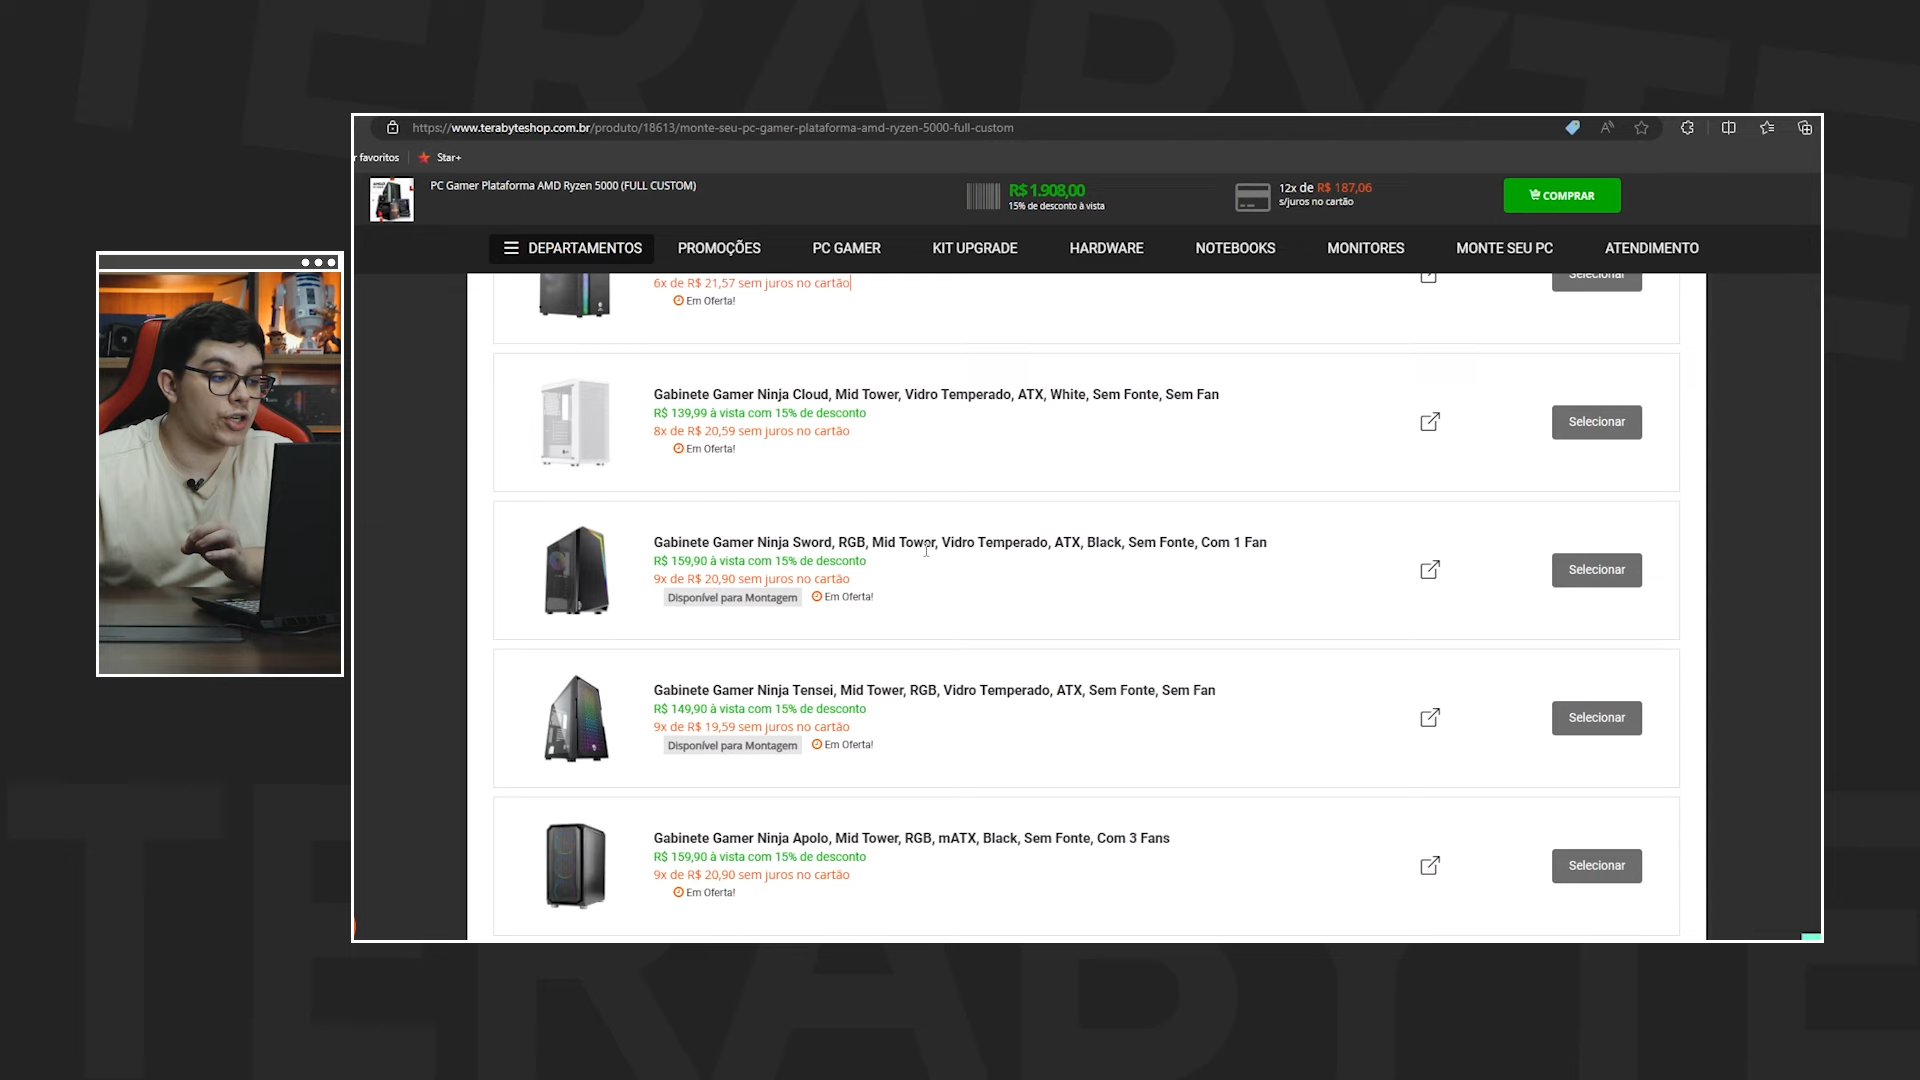 https://www.terabyteshop.com.br/produto/18613/monte-seu-pc-gamer-plataforma-amd-ryzen-5000-full-custom
r favoritos
Star+
PC Gamer Plataforma AMD Ryzen 5000 (FULL CUSTOM)
R$ 1.908,00
15% de desconto à vista
12x de R$ 187,06
s/juros no cartão
COMPRAR
DEPARTAMENTOS
PROMOÇÕES
PC GAMER
KIT UPGRADE
HARDWARE
NOTEBOOKS
MONITORES
MONTE SEU PC
ATENDIMENTO
6x de R$ 21,57 sem juros no cartão
Em Oferta!
Selecionar
Gabinete Gamer Ninja Cloud, Mid Tower, Vidro Temperado, ATX, White, Sem Fonte, Sem Fan
R$ 139,99 à vista com 15% de desconto
8x de R$ 20,59 sem juros no cartão
Em Oferta!
Selecionar
Gabinete Gamer Ninja Sword, RGB, Mid Tower, Vidro Temperado, ATX, Black, Sem Fonte, Com 1 Fan
R$ 159,90 à vista com 15% de desconto
9x de R$ 20,90 sem juros no cartão
Disponível para Montagem Em Oferta!
Selecionar
Gabinete Gamer Ninja Tensei, Mid Tower, RGB, Vidro Temperado, ATX, Sem Fonte, Sem Fan
R$ 149,90 à vista com 15% de desconto
9x de R$ 19,59 sem juros no cartão
Disponível para Montagem Em Oferta!
Selecionar
Gabinete Gamer Ninja Apolo, Mid Tower, RGB, mATX, Black, Sem Fonte, Com 3 Fans
R$ 159,90 à vista com 15% de desconto
9x de R$ 20,90 sem juros no cartão
Em Oferta!
Selecionar
TERABYTE